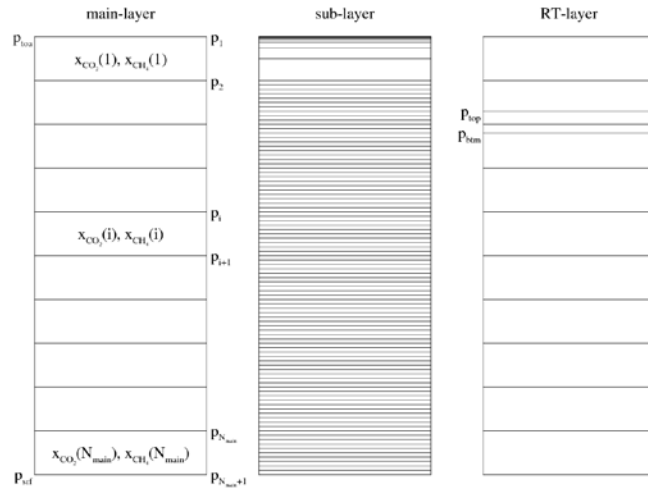 main-layer sub-layer RT-layer
p_toa p_1
x_CO₂(1), x_CH₄(1)
p_2
p_top
p_btm
p_i
x_CO₂(i), x_CH₄(i)
p_i+1
p_N_main
x_CO₂(N_main), x_CH₄(N_main)
p_srf p_N_main+1